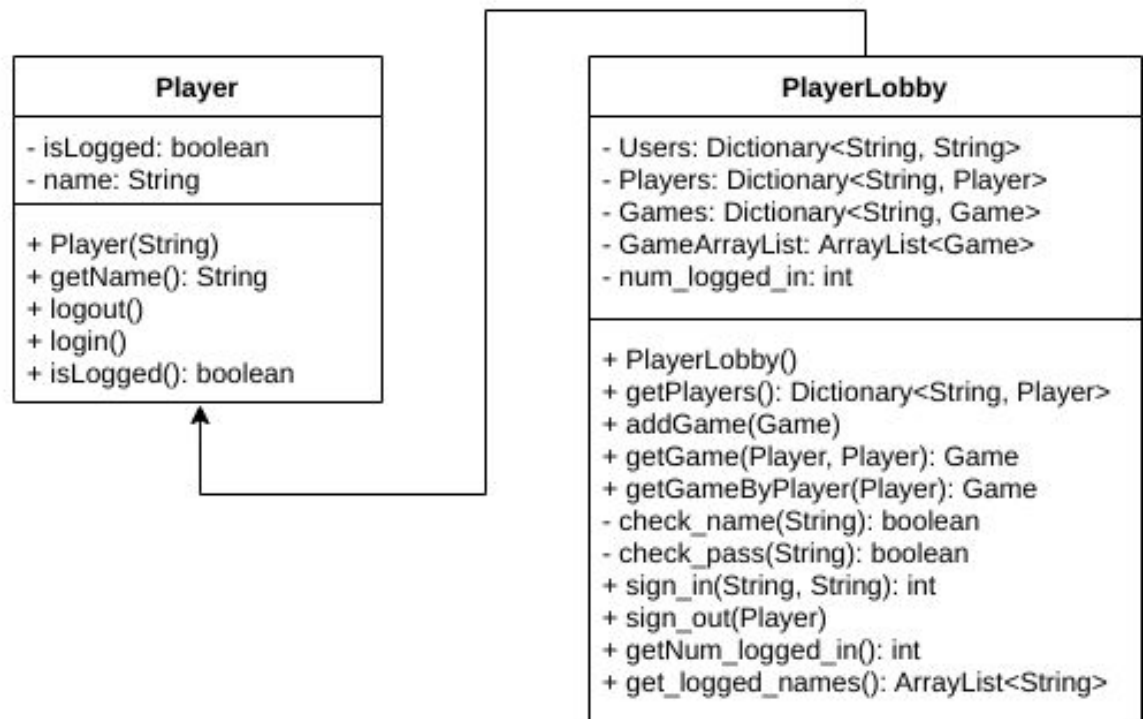 Player
- isLogged: boolean
- name: String
+ Player(String)
+ getName(): String
+ logout()
+ login()
+ isLogged(): boolean
PlayerLobby
- Users: Dictionary<String, String>
- Players: Dictionary<String, Player>
- Games: Dictionary<String, Game>
- GameArrayList: ArrayList<Game>
- num_logged_in: int
+ PlayerLobby()
+ getPlayers(): Dictionary<String, Player>
+ addGame(Game)
+ getGame(Player, Player): Game
+ getGameByPlayer(Player): Game
- check_name(String): boolean
- check_pass(String): boolean
+ sign_in(String, String): int
+ sign_out(Player)
+ getNum_logged_in(): int
+ get_logged_names(): ArrayList<String>